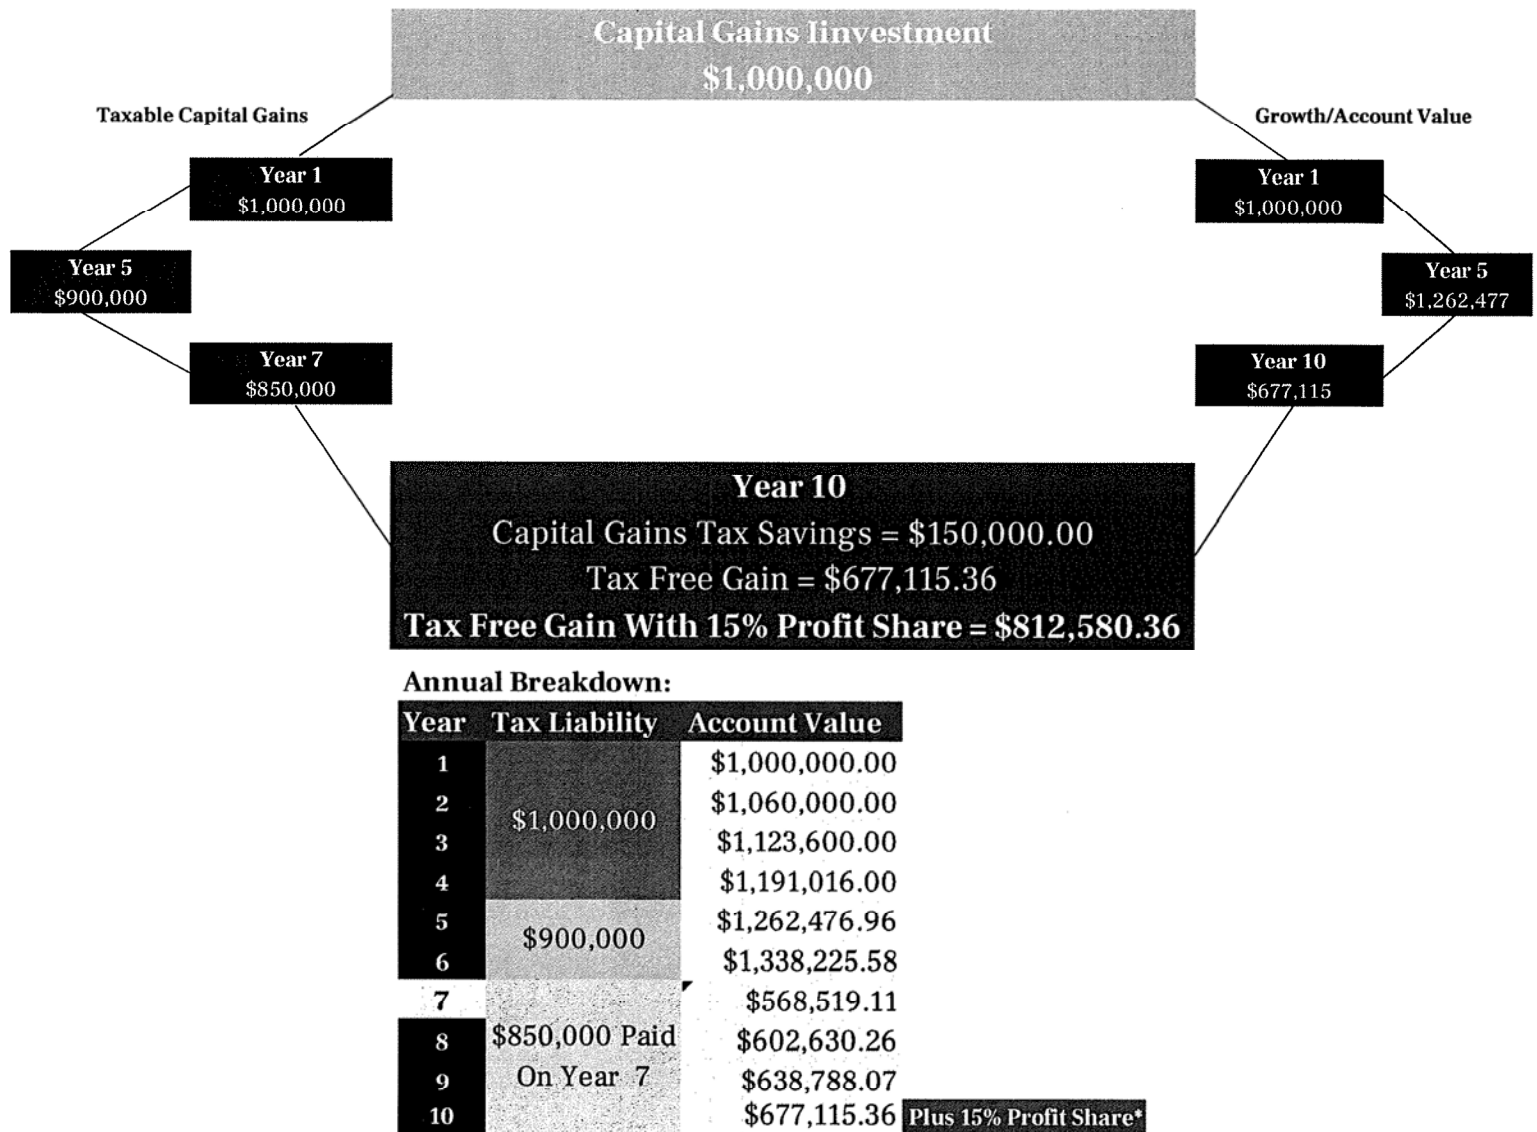 Capital Gains Iinvestment
$1,000,000
Taxable Capital Gains
Growth/Account Value
Year 1
$1,000,000
Year 1
$1,000,000
Year 5
$900,000
Year 5
$1,262,477
Year 7
$850,000
Year 10
$677,115
Year 10
Capital Gains Tax Savings = $150,000.00
Tax Free Gain = $677,115.36
Tax Free Gain With 15% Profit Share = $812,580.36
Annual Breakdown:
Year Tax Liability Account Value
1 $1,000,000.00
2 $1,060,000.00
$1,000,000
3 $1,123,600.00
4 $1,191,016.00
5 $1,262,476.96
$900,000
6 $1,338,225.58
7 $568,519.11
8 $850,000 Paid $602,630.26
9 On Year 7 $638,788.07
10 $677,115.36 Plus 15% Profit Share*